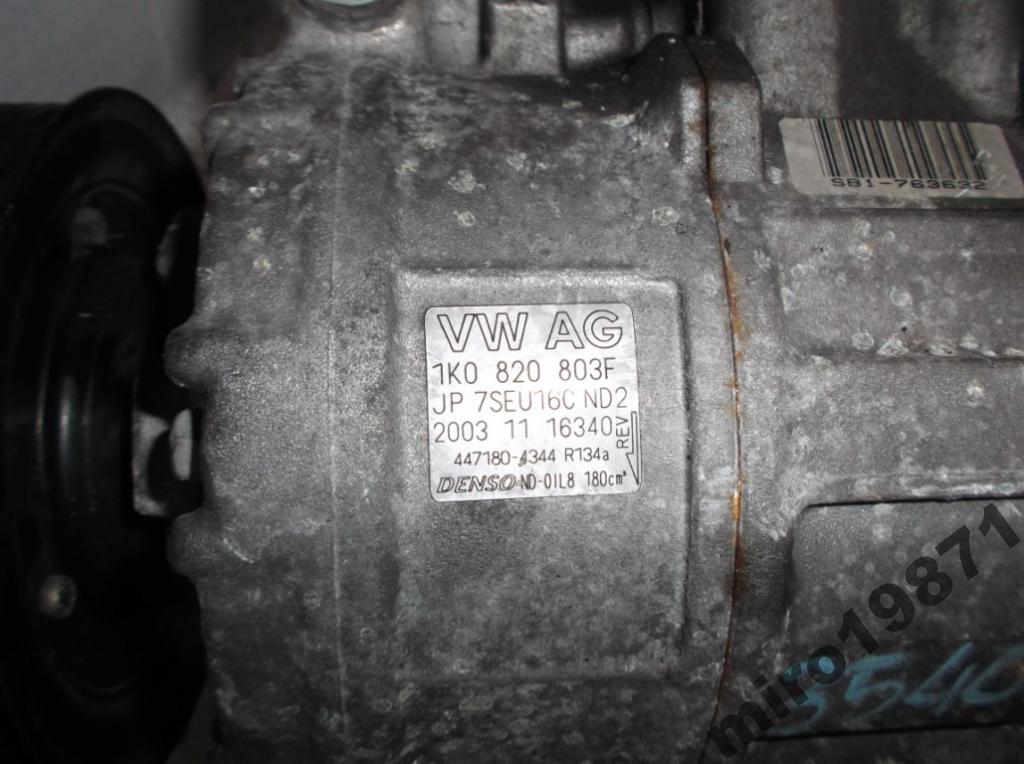 SB1-763632
VW AG
1K0 820 803F
JP 7SEU16C ND2
2003 11 16340
REV
447180-4344 R134a
DENSO ND-OIL8 180cm³
miro19871
3540